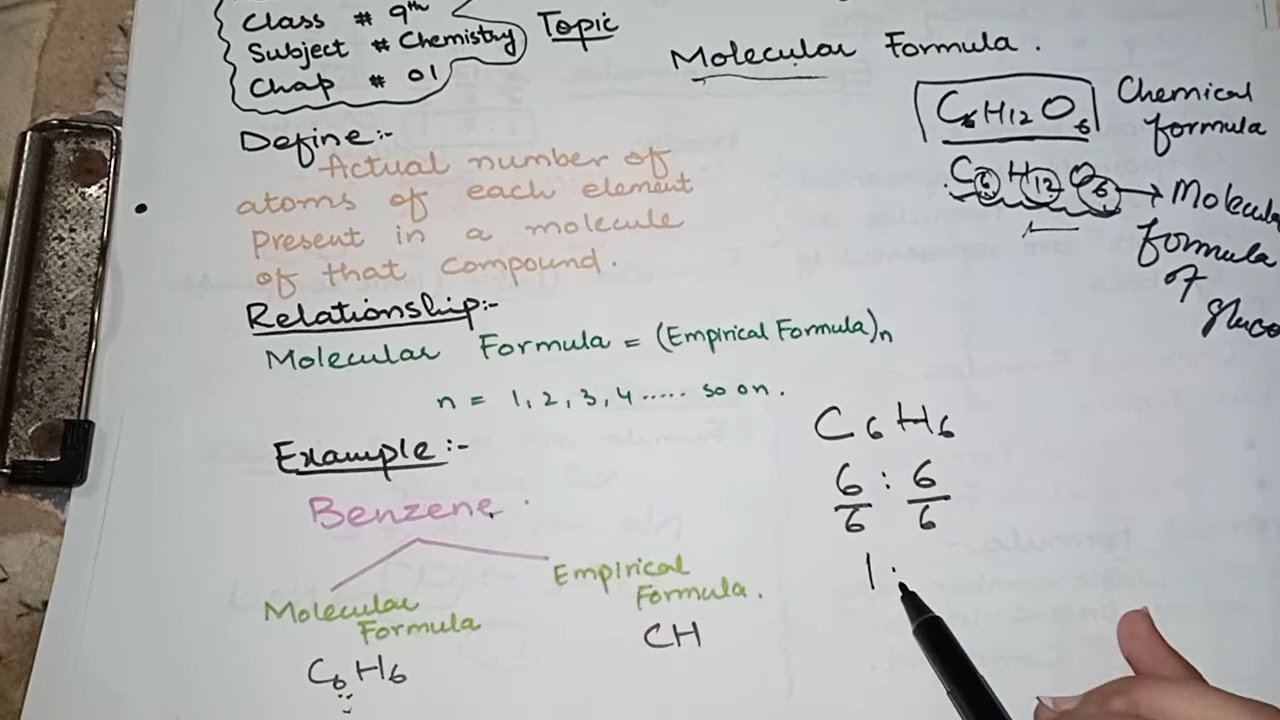 Class # 9th
Subject # Chemistry
Chap # 01
Topic
Molecular Formula.
Define:-
Actual number of
atoms of each element
Present in a molecule
of that compound.
Relationship:-
Molecular Formula = (Empirical Formula)n
n = 1, 2, 3, 4 ..... so on.
Example:-
Benzene
Molecular
Formula
C6H6
Empirical
Formula.
CH
C6H12O6
Chemical
formula
C6H12O6
formula
of
C6H6
6 : 6
6 6
1 :